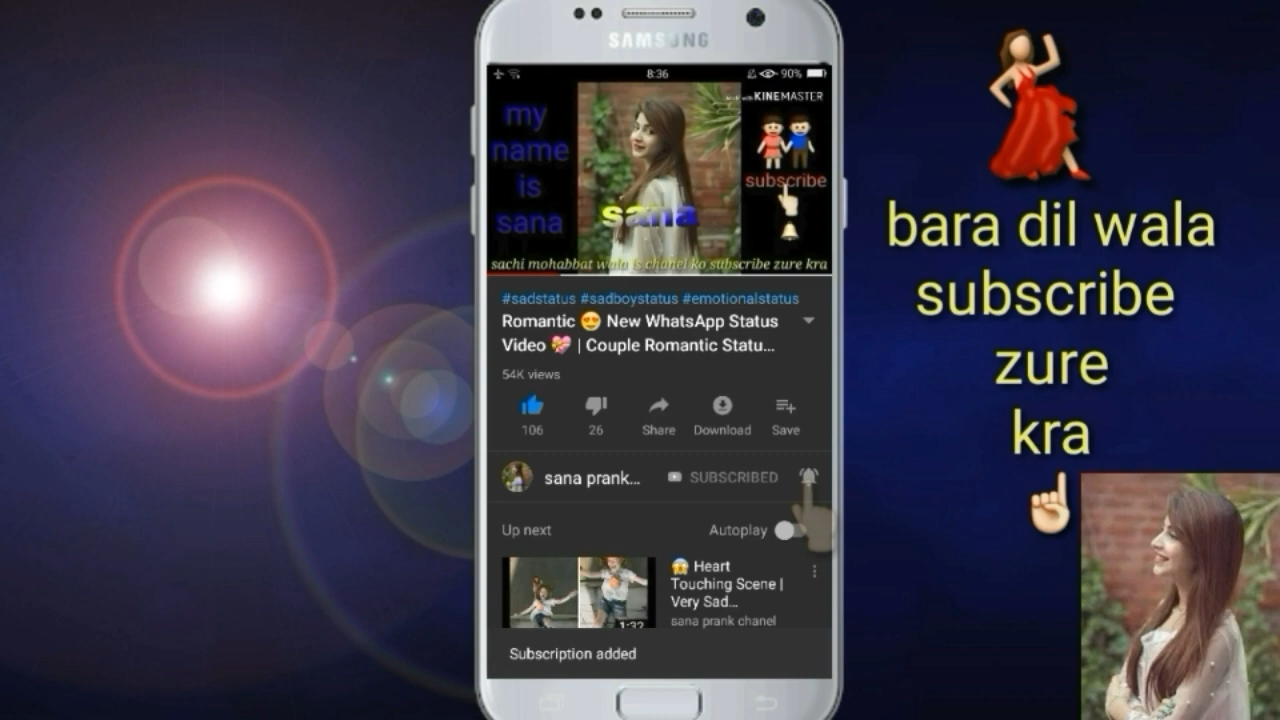 SAMSUNG
8:36
90%
my
name
is
sana
KINEMASTER
subscribe
sana
sachi mohabbat wala is chanel ko subscribe zure kra
#sadstatus #sadboystatus #emotionalstatus
Romantic 😍 New WhatsApp Status
Video 💝 | Couple Romantic Statu...
54K views
106
26
Share
Download
Save
sana prank...
SUBSCRIBED
Up next
Autoplay
😱 Heart
Touching Scene |
Very Sad...
sana prank chanel
1:32
Subscription added
bara dil wala
subscribe
zure
kra